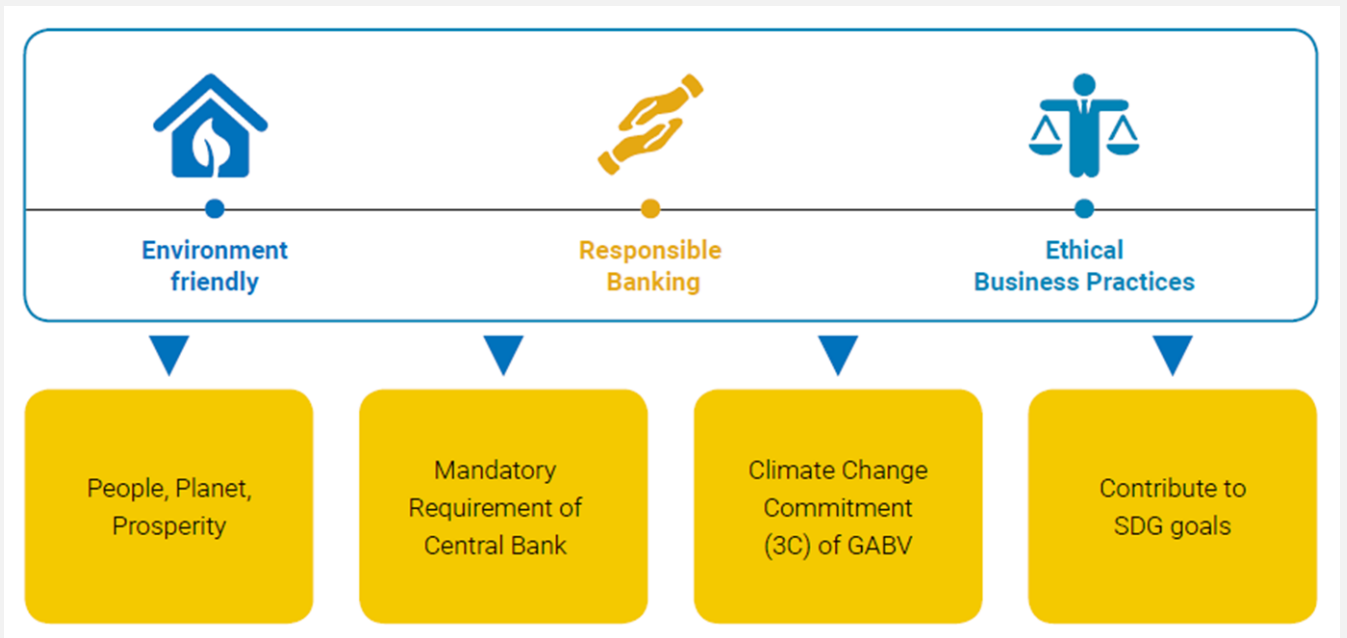 Environment
friendly
Responsible
Banking
Ethical
Business Practices
People, Planet,
Prosperity
Mandatory
Requirement of
Central Bank
Climate Change
Commitment
(3C) of GABV
Contribute to
SDG goals